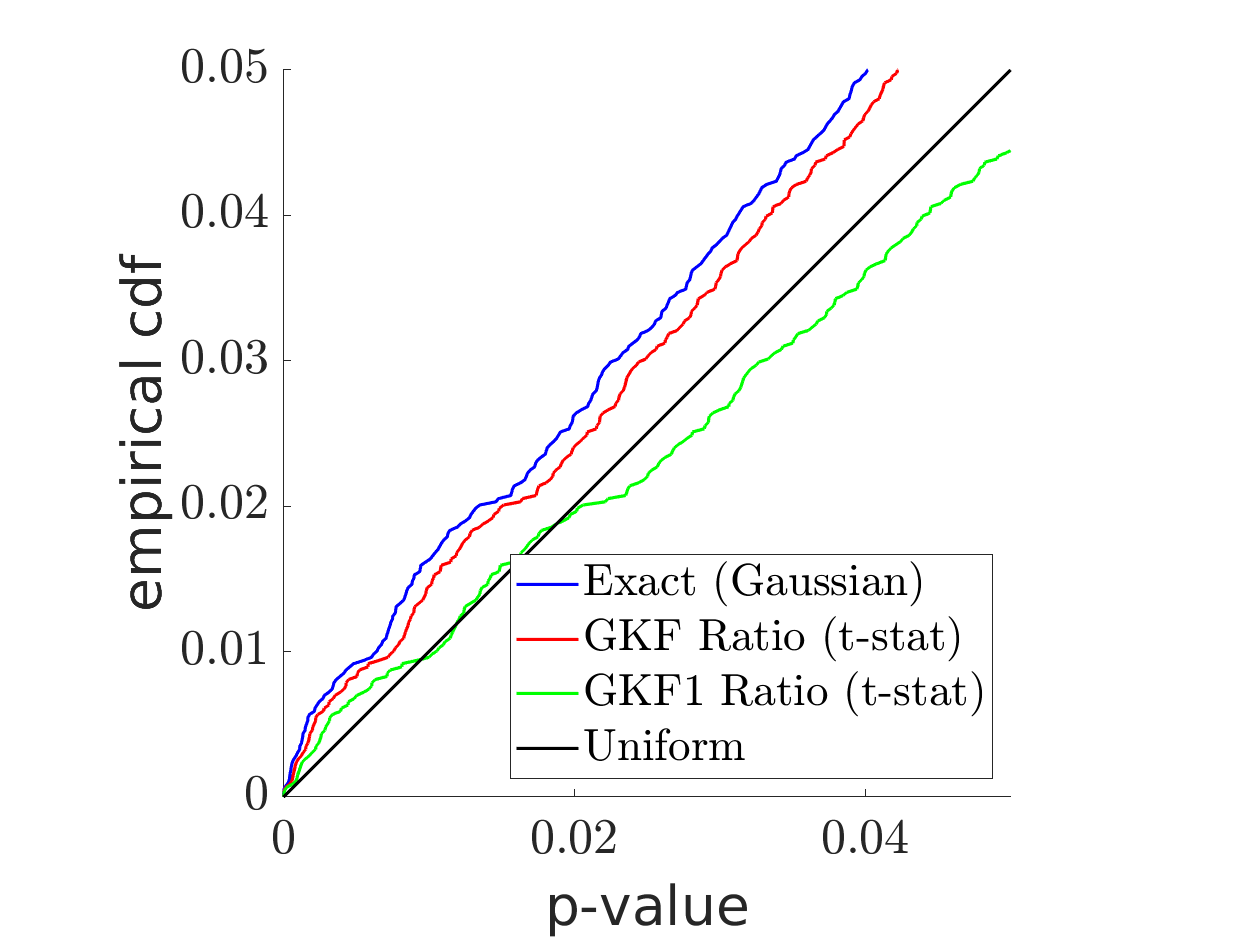 0.05
0.04
0.03
0.02
0.01
0
empirical cdf
Exact (Gaussian)
GKF Ratio (t-stat)
GKF1 Ratio (t-stat)
Uniform
0
0.02
0.04
p-value